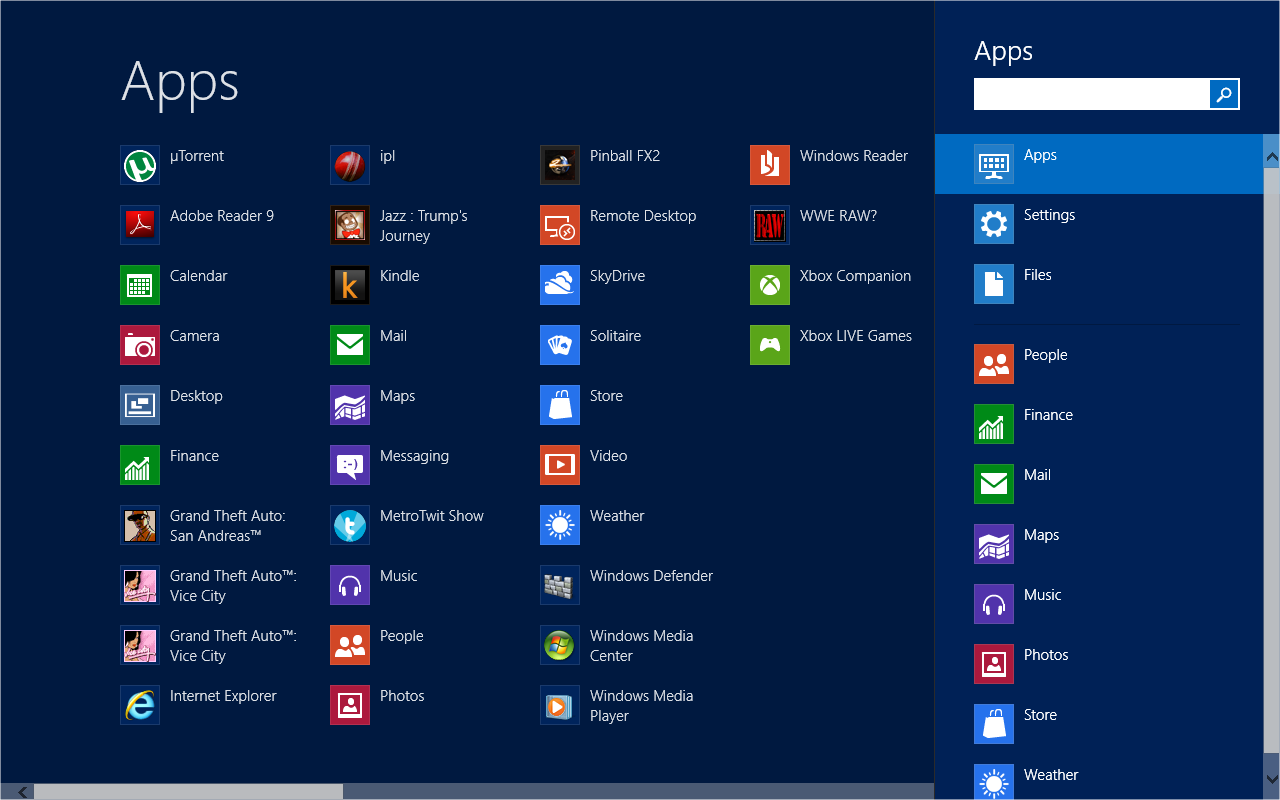 Apps
µTorrent
Adobe Reader 9
Calendar
Camera
Desktop
Finance
Grand Theft Auto:
San Andreas™
Grand Theft Auto™:
Vice City
Grand Theft Auto™:
Vice City
Internet Explorer
ipl
Jazz : Trump's
Journey
Kindle
Mail
Maps
Messaging
MetroTwit Show
Music
People
Photos
Pinball FX2
Remote Desktop
SkyDrive
Solitaire
Store
Video
Weather
Windows Defender
Windows Media
Center
Windows Media
Player
Windows Reader
WWE RAW?
Xbox Companion
Xbox LIVE Games
Apps
Apps
Settings
Files
People
Finance
Mail
Maps
Music
Photos
Store
Weather